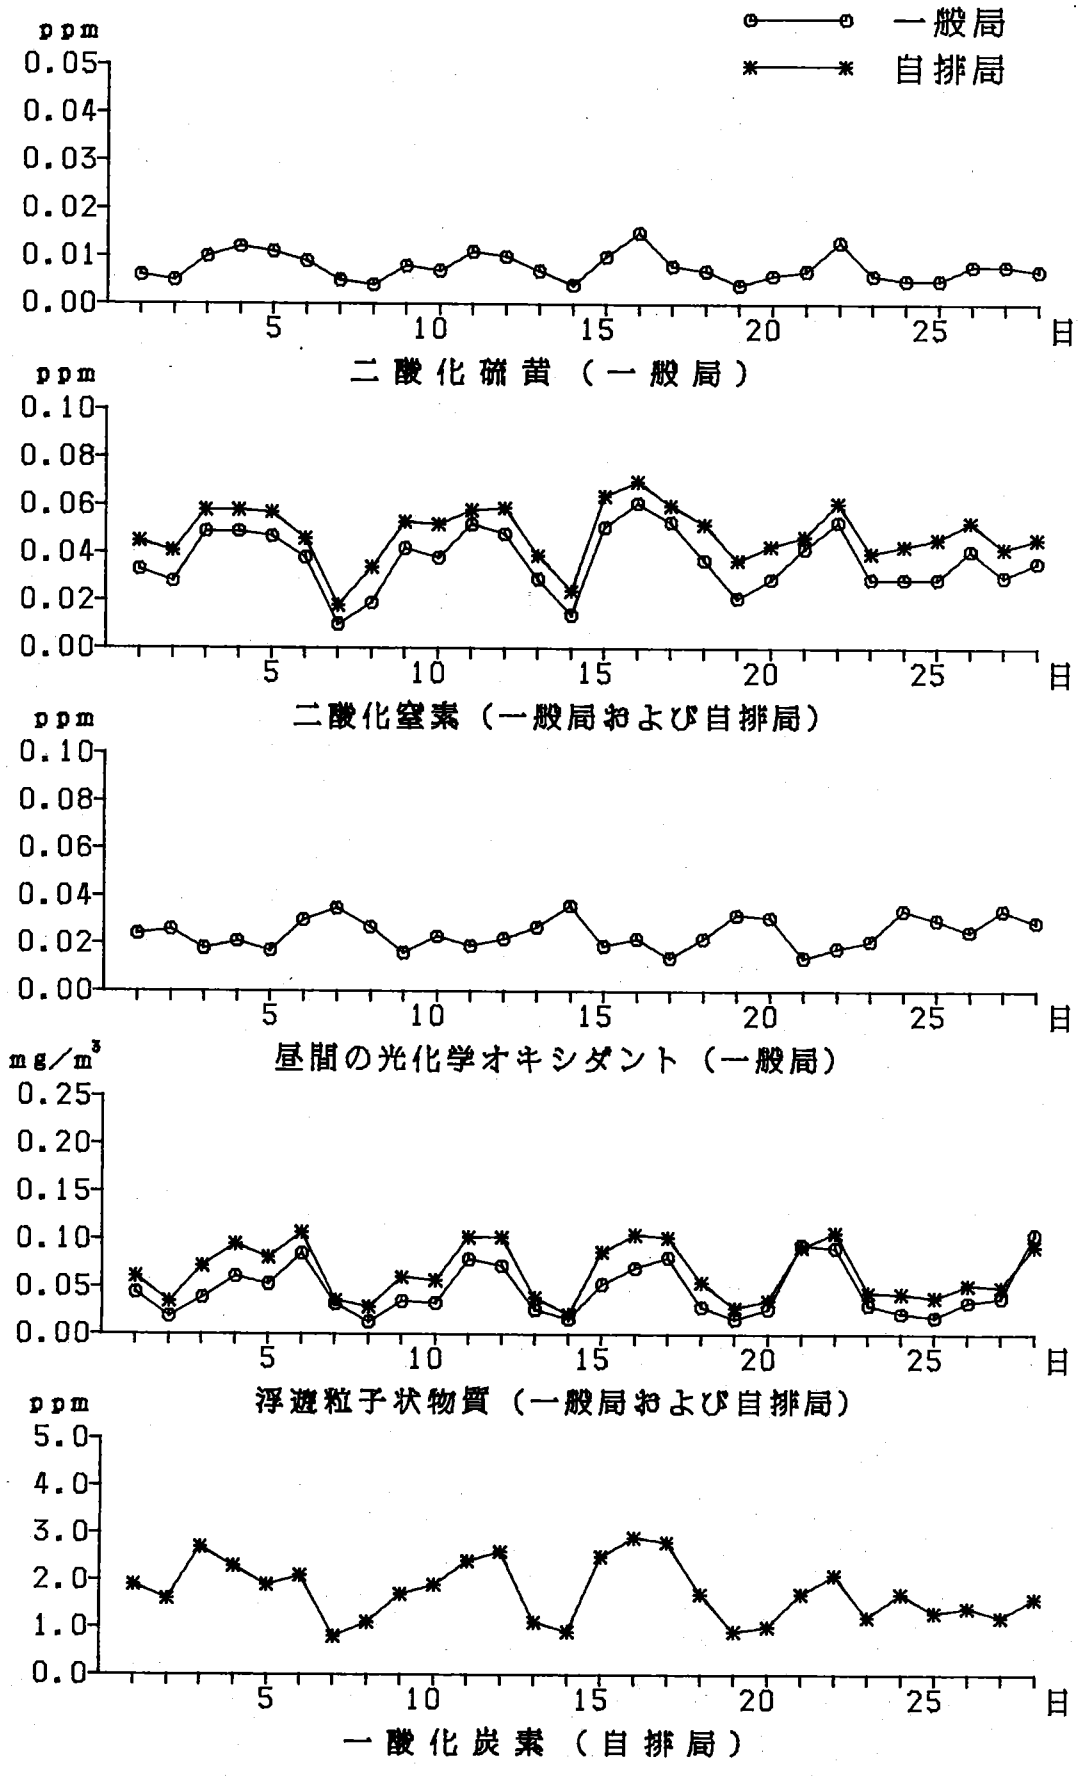 一般局
自排局
ppm
0.05
0.04
0.03
0.02
0.01
0.00
5 10 15 20 25 日
二酸化硫黄(一般局)
ppm
0.10
0.08
0.06
0.04
0.02
0.00
5 10 15 20 25 日
二酸化窒素(一般局および自排局)
ppm
0.10
0.08
0.06
0.04
0.02
0.00
5 10 15 20 25 日
昼間の光化学オキシダント(一般局)
mg/m³
0.25
0.20
0.15
0.10
0.05
0.00
5 10 15 20 25 日
浮遊粒子状物質(一般局および自排局)
ppm
5.0
4.0
3.0
2.0
1.0
0.0
5 10 15 20 25 日
一酸化炭素(自排局)